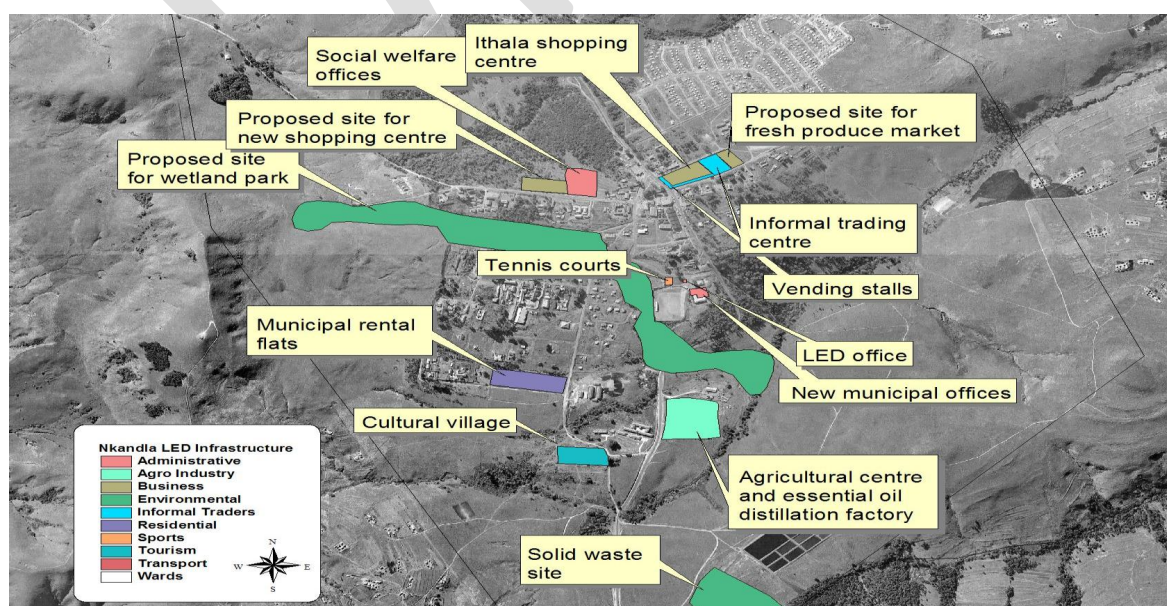 Ithala shopping
centre
Social welfare
offices
Proposed site for
new shopping centre
Proposed site for
fresh produce market
Proposed site
for wetland park
Informal trading
centre
Tennis courts
Vending stalls
Municipal rental
flats
LED office
New municipal offices
Cultural village
Agricultural centre
and essential oil
distillation factory
Solid waste
site
Nkandla LED Infrastructure
Administrative
Agro Industry
Business
Environmental
Informal Traders
Residential
Sports
Tourism
Transport
Wards
N
W E
S